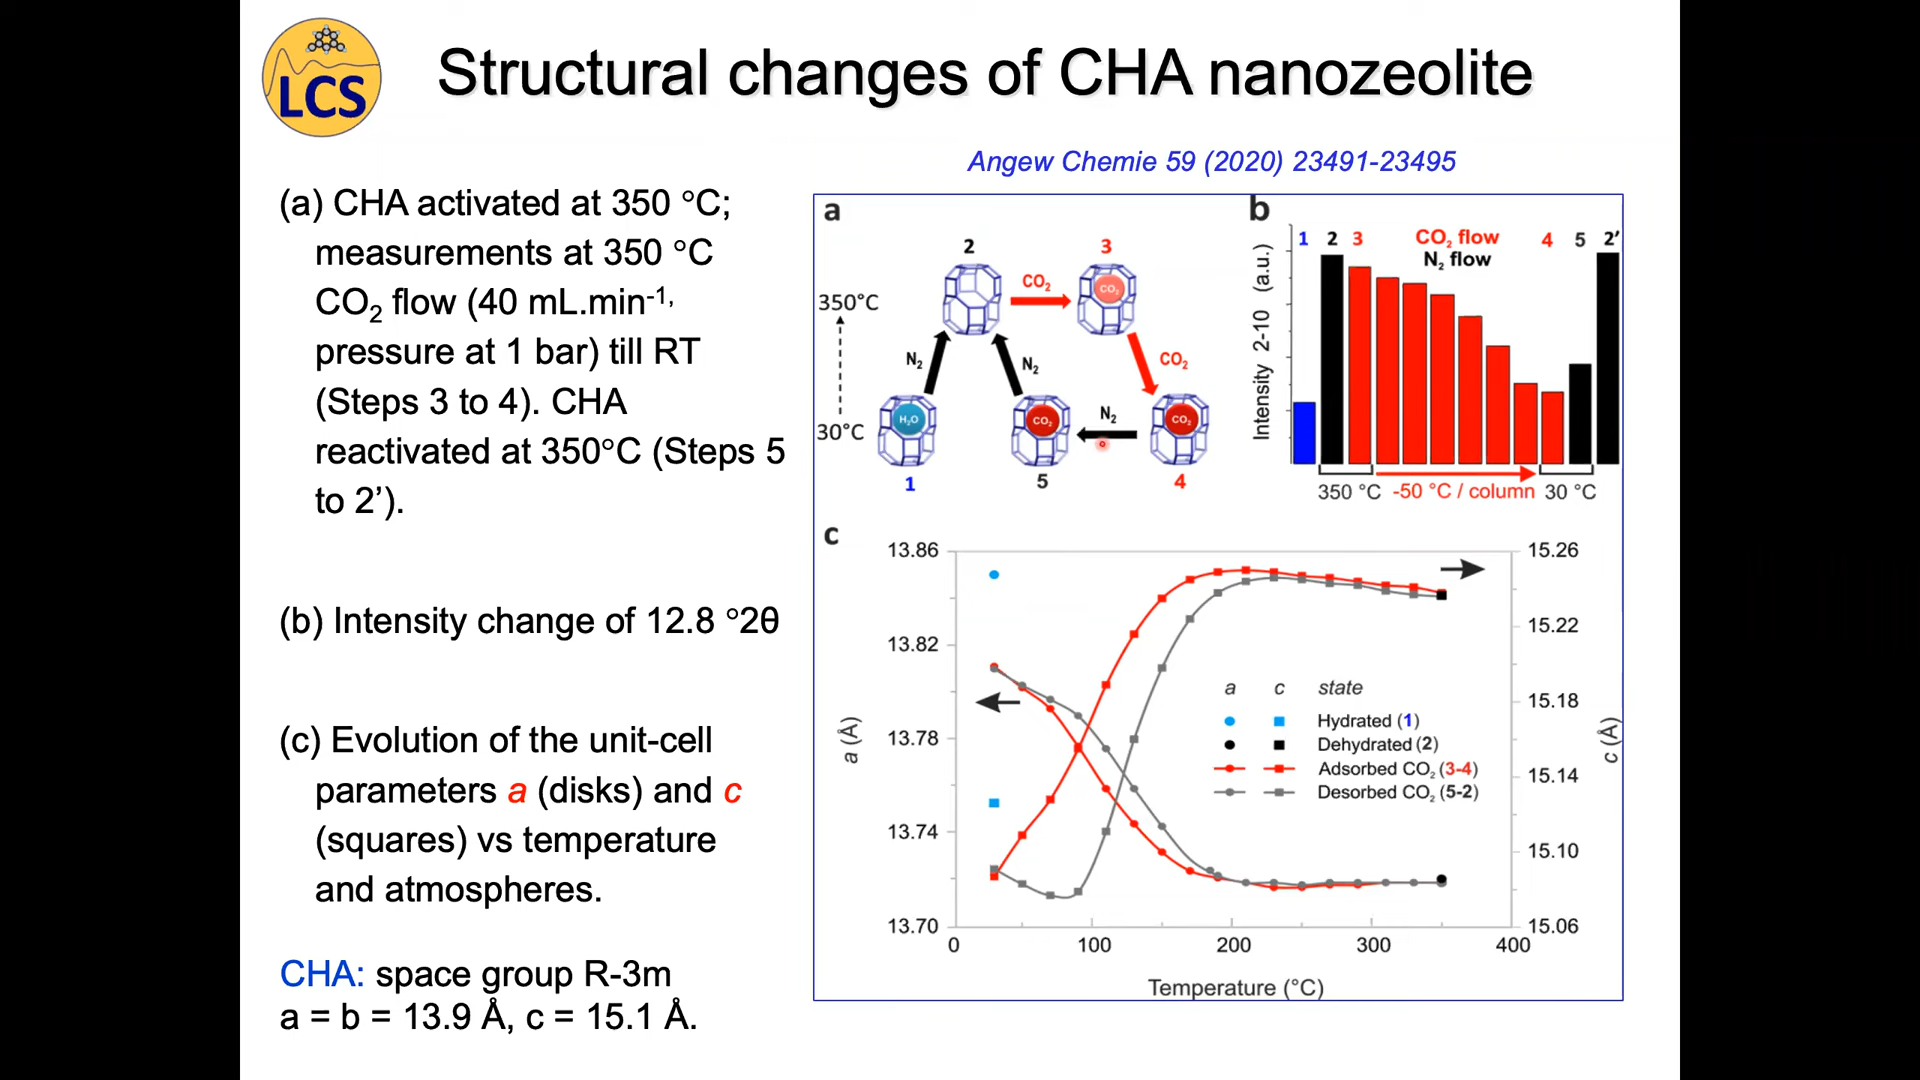 LCS
Structural changes of CHA nanozeolite
Angew Chemie 59 (2020) 23491-23495
(a) CHA activated at 350 °C;
measurements at 350 °C
CO₂ flow (40 mL.min⁻¹,
pressure at 1 bar) till RT
(Steps 3 to 4). CHA
reactivated at 350°C (Steps 5
to 2’).
(b) Intensity change of 12.8 °2θ
(c) Evolution of the unit-cell
parameters a (disks) and c
(squares) vs temperature
and atmospheres.
CHA: space group R-3m
a = b = 13.9 Å, c = 15.1 Å.
a
2
3
350°C
CO₂
CO₂
N₂
N₂
CO₂
N₂
30°C
H₂O
CO₂
CO₂
1
5
4
b
1 2 3 CO₂ flow 4 5 2’
N₂ flow
Intensity 2-10 (a.u.)
350 °C -50 °C / column 30 °C
c
13.86
13.82
13.78
13.74
13.70
a (Å)
15.26
15.22
15.18
15.14
15.10
15.06
c (Å)
a c state
Hydrated (1)
Dehydrated (2)
Adsorbed CO₂ (3-4)
Desorbed CO₂ (5-2)
0 100 200 300 400
Temperature (°C)